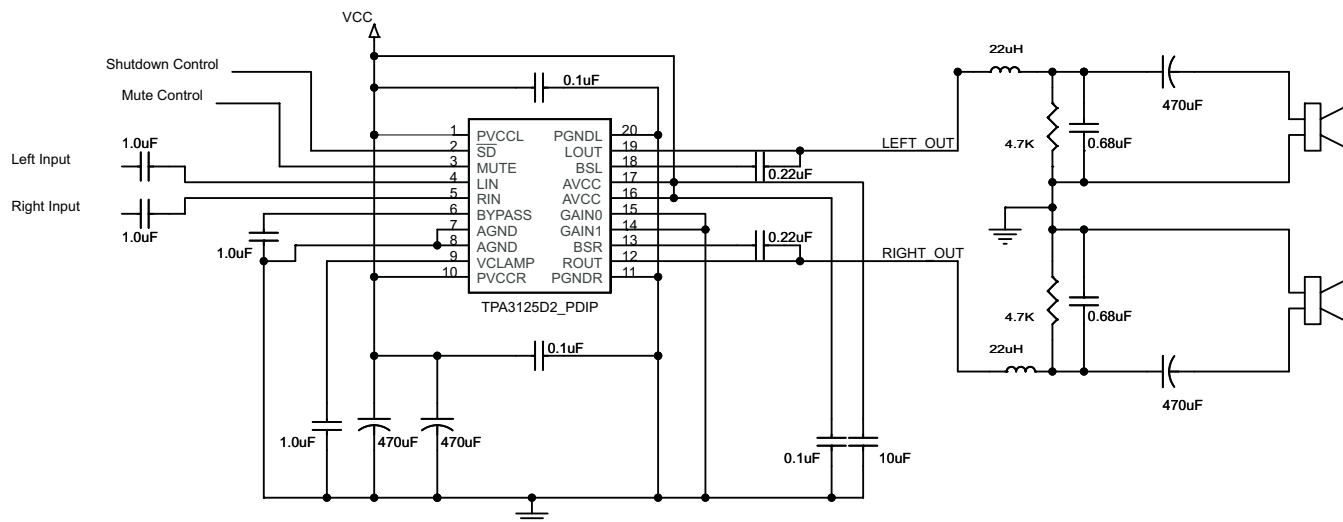 VCC
Shutdown Control
Mute Control
0.1uF
22uH
470uF
1.0uF
Left Input
Right Input
1.0uF
1.0uF
1 PVCCL PGNDL 20
2 SD LOUT 19
3 MUTE BSL 18
4 LIN AVCC 17
5 RIN AVCC 16
6 BYPASS GAIN0 15
7 AGND GAIN1 14
8 AGND BSR 13
9 VCLAMP ROUT 12
10 PVCCR PGNDR 11
TPA3125D2_PDIP
LEFT_OUT
0.22uF
4.7K
0.68uF
0.22uF
RIGHT_OUT
4.7K
0.68uF
22uH
470uF
0.1uF
1.0uF
470uF
470uF
0.1uF
10uF